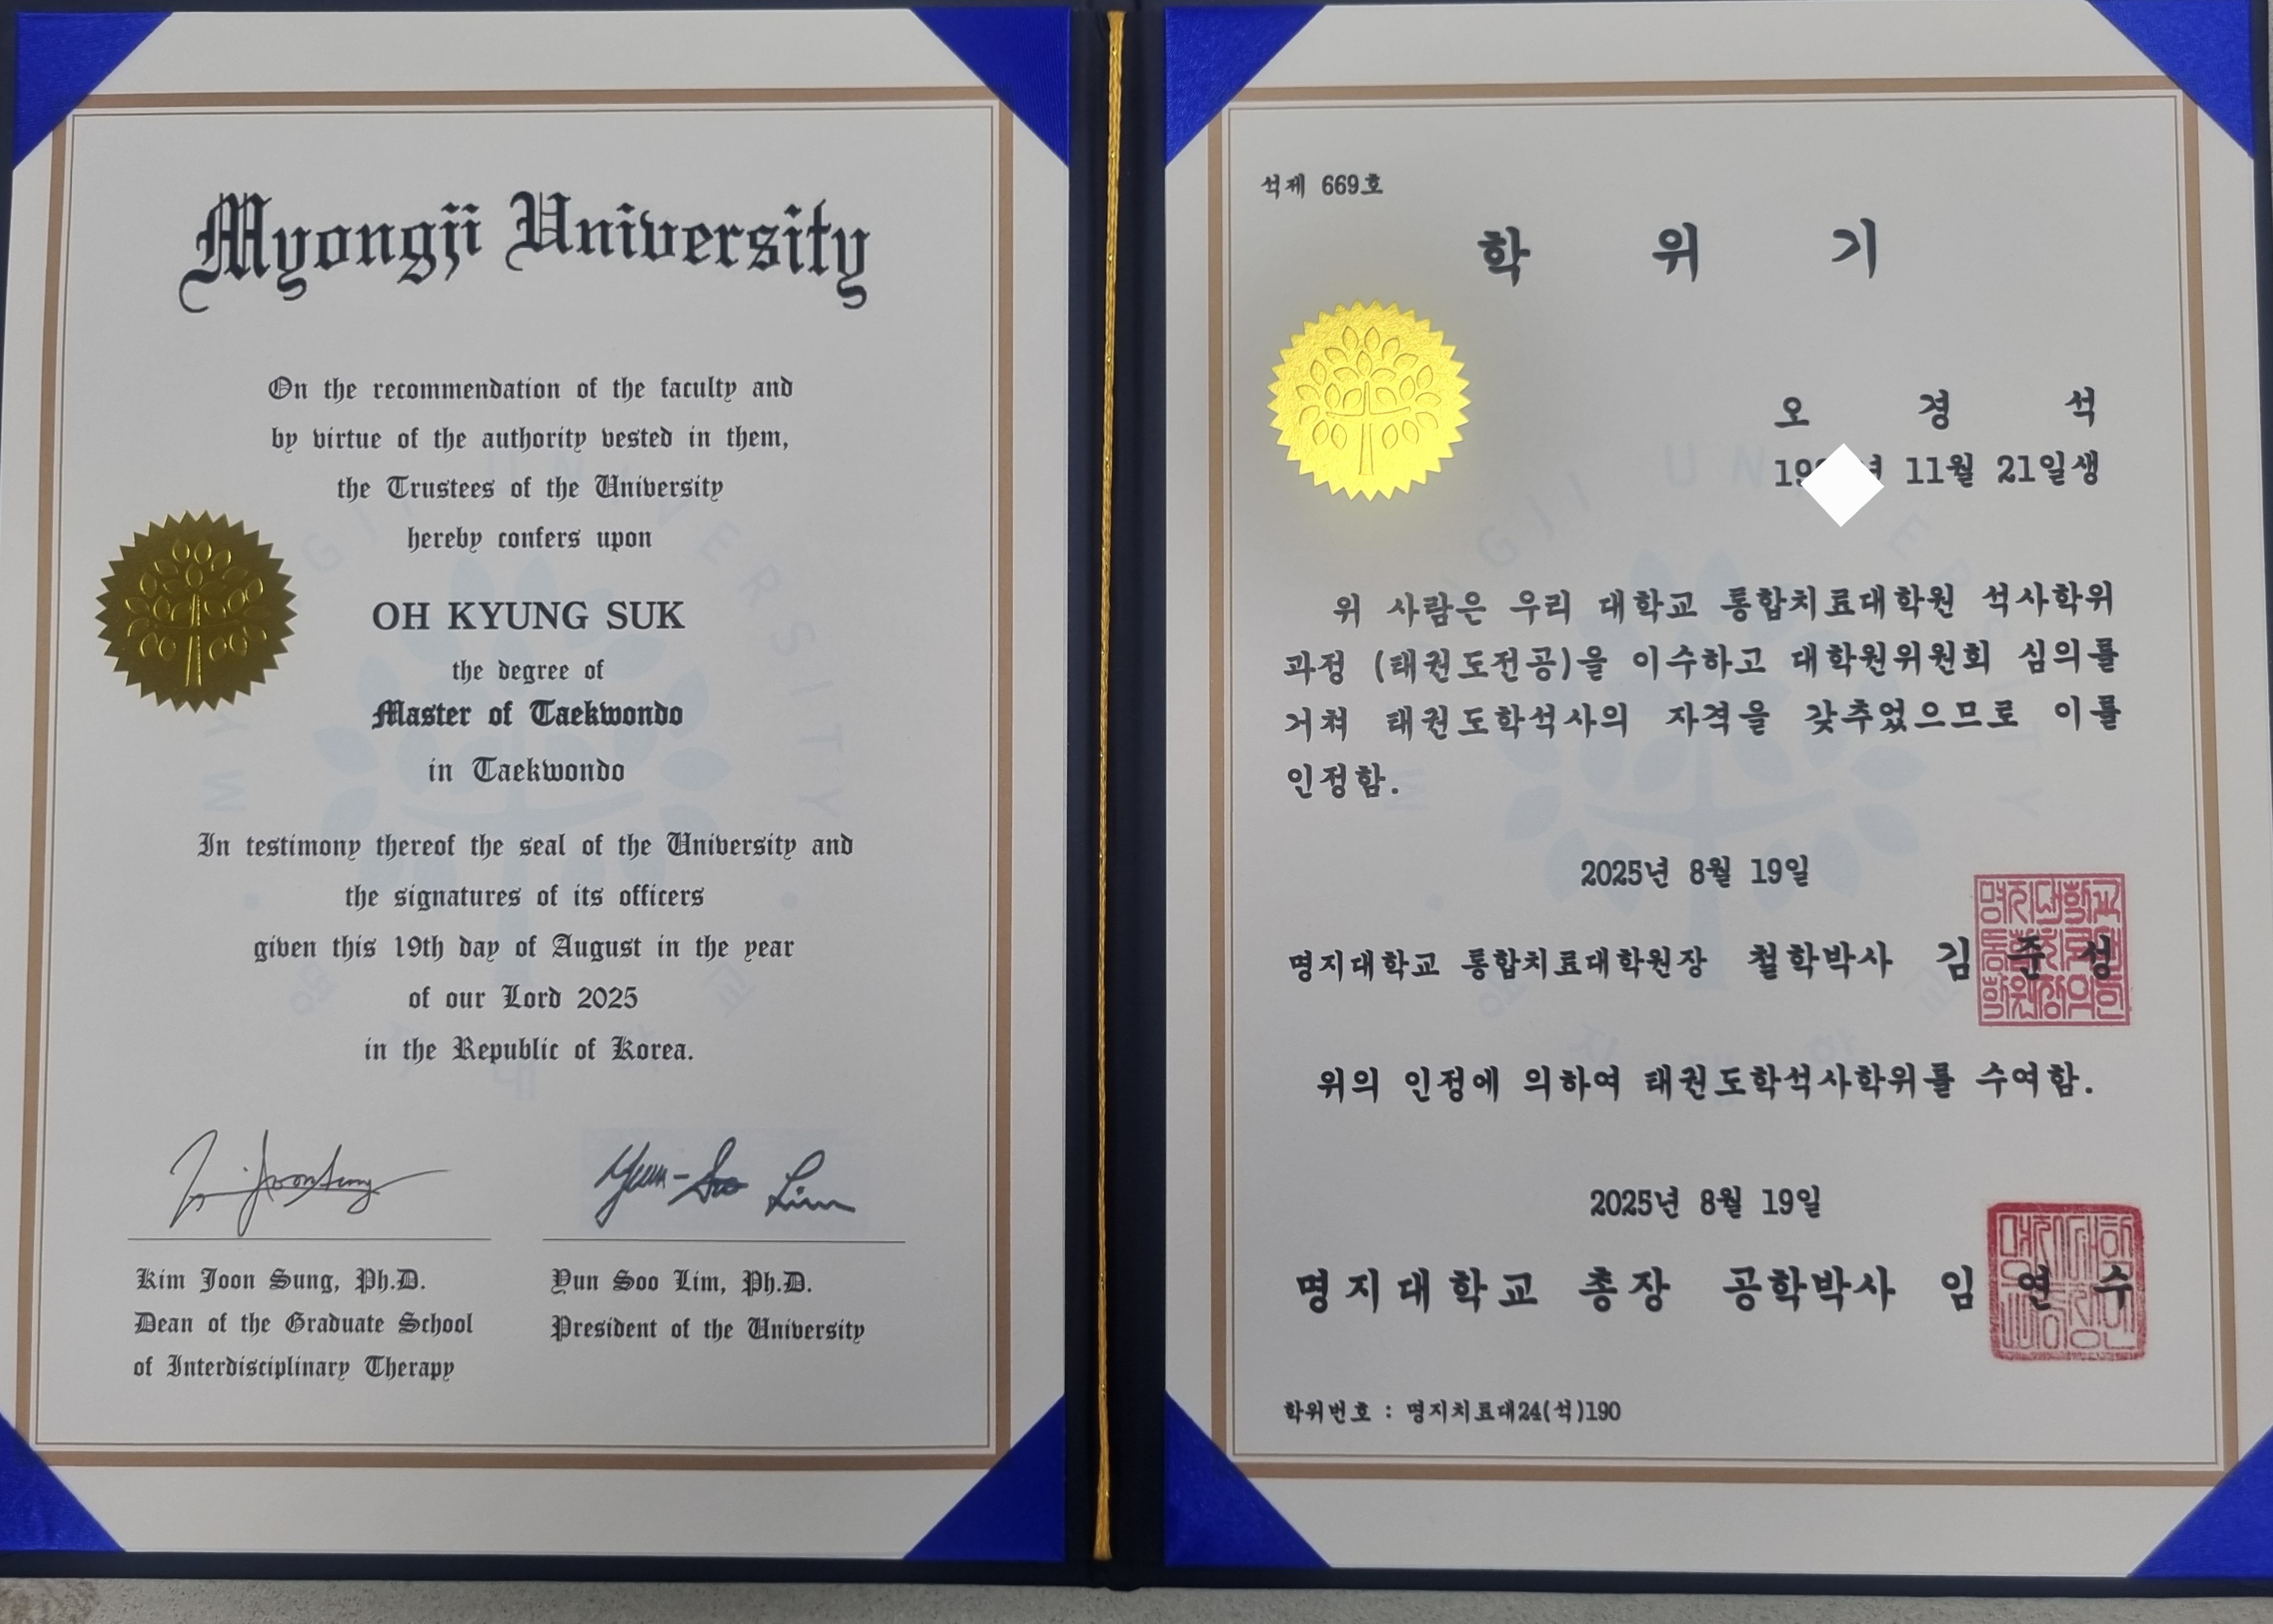 Myongji University
On the recommendation of the faculty and
by virtue of the authority vested in them,
the Trustees of the University
hereby confers upon
OH KYUNG SUK
the degree of
Master of Taekwondo
in Taekwondo
In testimony thereof the seal of the University and
the signatures of its officers
given this 19th day of August in the year
of our Lord 2025
in the Republic of Korea.
Yun-Soo Lim
Kim Joon Sung, Ph.D.
Dean of the Graduate School
of Interdisciplinary Therapy
Yun Soo Lim, Ph.D.
President of the University
MYONGJI UNIVERSITY
명지대학교
석제 669호
학 위 기
오 경 석
19 년 11월 21일생
위 사람은 우리 대학교 통합치료대학원 석사학위
과정 (태권도전공)을 이수하고 대학원위원회 심의를
거쳐 태권도학석사의 자격을 갖추었으므로 이를
인정함.
2025년 8월 19일
명지대학교 통합치료대학원장 철학박사 김 준 성
위의 인정에 의하여 태권도학석사학위를 수여함.
2025년 8월 19일
명지대학교 총장 공학박사 임 연 수
학위번호 : 명지치료대24(석)190